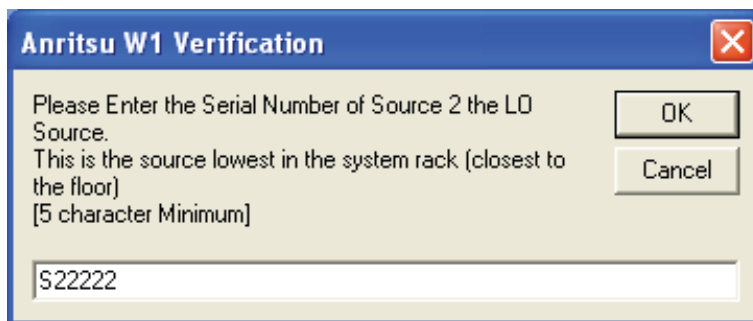 Anritsu W1 Verification
Please Enter the Serial Number of Source 2 the LO
Source.
This is the source lowest in the system rack (closest to
the floor)
[5 character Minimum]
OK
Cancel
S22222